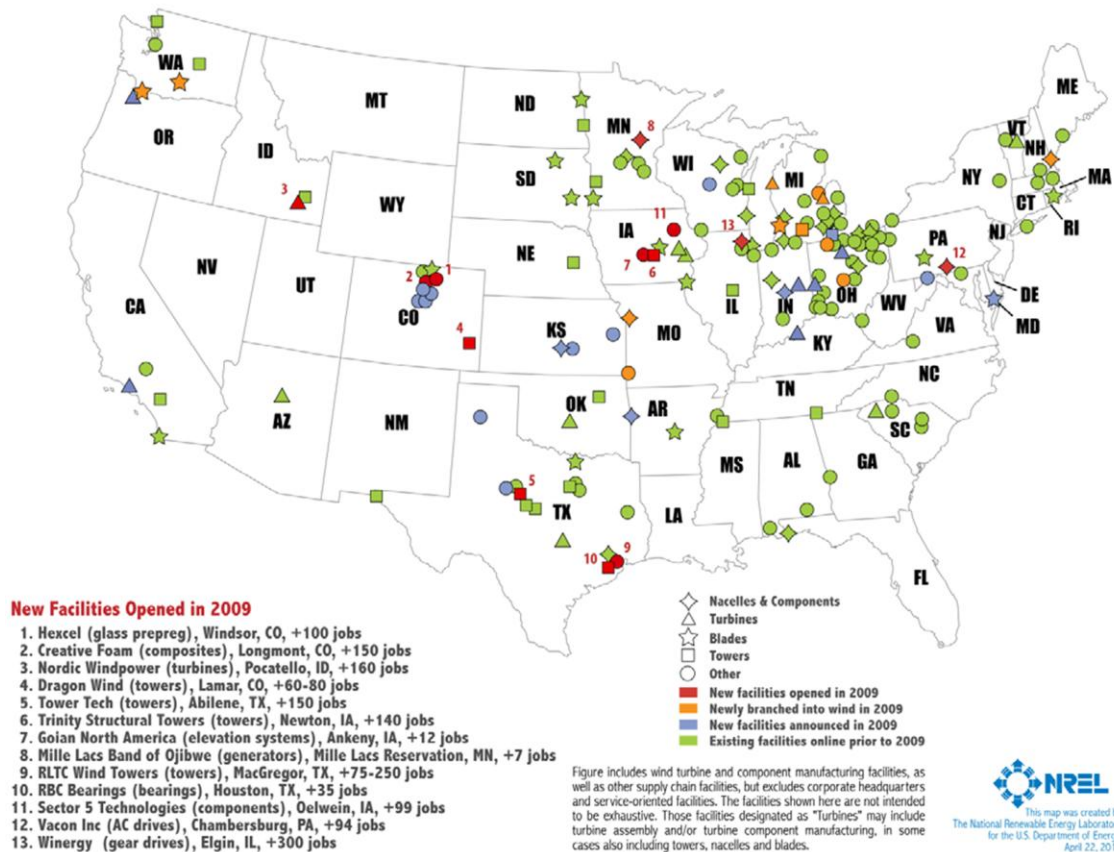 WA
MT
ND
MN
8
ME
VT
NH
OR
ID
3
SD
WI
MI
NY
MA
CT
RI
WY
11
IA
13
PA
12
NJ
NE
7
6
NV
UT
2
1
CO
4
IL
IN
OH
WV
DE
MD
CA
KS
MO
KY
VA
NC
TN
AZ
NM
OK
AR
SC
MS
AL
GA
5
TX
LA
10
9
FL
New Facilities Opened in 2009
1. Hexcel (glass prepreg), Windsor, CO, +100 jobs
2. Creative Foam (composites), Longmont, CO, +150 jobs
3. Nordic Windpower (turbines), Pocatello, ID, +160 jobs
4. Dragon Wind (towers), Lamar, CO, +60-80 jobs
5. Tower Tech (towers), Abilene, TX, +150 jobs
6. Trinity Structural Towers (towers), Newton, IA, +140 jobs
7. Goian North America (elevation systems), Ankeny, IA, +12 jobs
8. Mille Lacs Band of Ojibwe (generators), Mille Lacs Reservation, MN, +7 jobs
9. RLTC Wind Towers (towers), MacGregor, TX, +75-250 jobs
10. RBC Bearings (bearings), Houston, TX, +35 jobs
11. Sector 5 Technologies (components), Oelwein, IA, +99 jobs
12. Vacon Inc (AC drives), Chambersburg, PA, +94 jobs
13. Winergy (gear drives), Elgin, IL, +300 jobs
Nacelles & Components
Turbines
Blades
Towers
Other
New facilities opened in 2009
Newly branched into wind in 2009
New facilities announced in 2009
Existing facilities online prior to 2009
Figure includes wind turbine and component manufacturing facilities, as
well as other supply chain facilities, but excludes corporate headquarters
and service-oriented facilities. The facilities shown here are not intended
to be exhaustive. Those facilities designated as "Turbines" may include
turbine assembly and/or turbine component manufacturing, in some
cases also including towers, nacelles and blades.
NREL
This map was created
The National Renewable Energy
for the U.S. Department of
April 22,